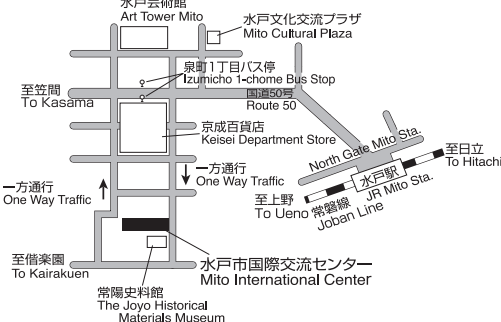 水戸芸術館
Art Tower Mito
水戸文化交流プラザ
Mito Cultural Plaza
泉町1丁目バス停
Izumicho 1-chome Bus Stop
至笠間
To Kasama
国道50号
Route 50
京成百貨店
Keisei Department Store
North Gate Mito Sta.
至日立
To Hitachi
水戸駅
JR Mito Sta.
一方通行
One Way Traffic
一方通行
One Way Traffic
至上野
To Ueno
常磐線
Joban Line
至偕楽園
To Kairakuen
水戸市国際交流センター
Mito International Center
常陽史料館
The Joyo Historical
Materials Museum